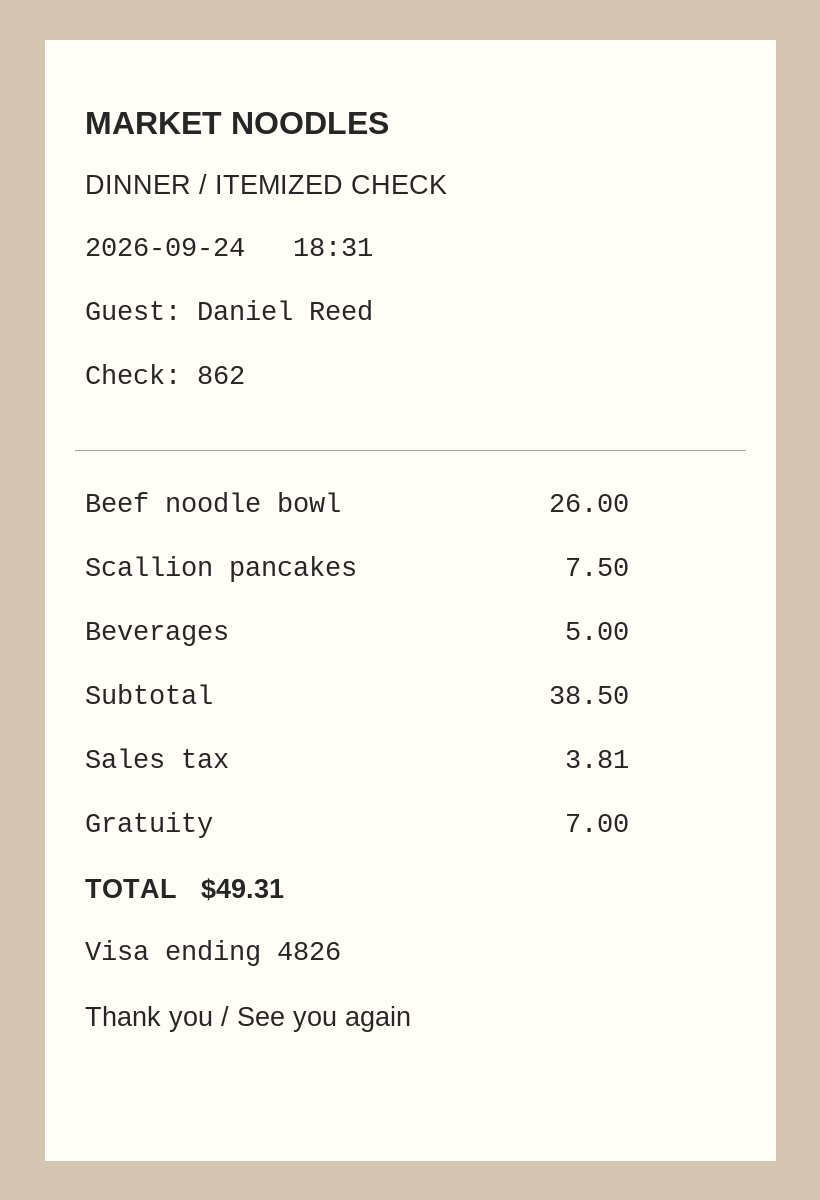 MARKET NOODLES
DINNER / ITEMIZED CHECK
2026-09-24   18:31
Guest: Daniel Reed
Check: 862
Beef noodle bowl             26.00
Scallion pancakes             7.50
Beverages                     5.00
Subtotal                     38.50
Sales tax                     3.81
Gratuity                      7.00
TOTAL   $49.31
Visa ending 4826
Thank you / See you again